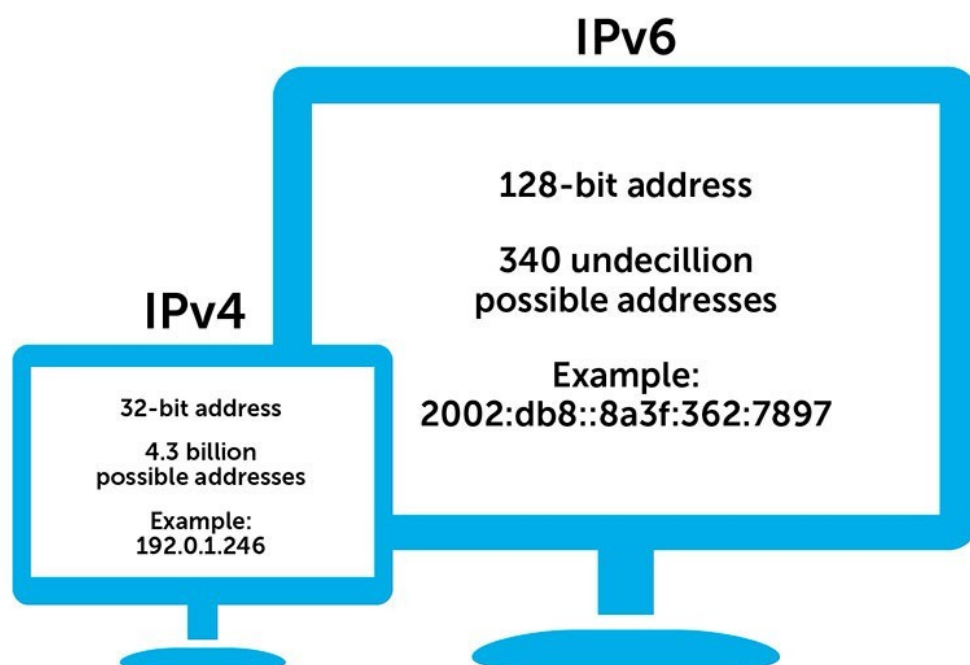 IPv6
128-bit address
340 undecillion
possible addresses
Example:
2002:db8::8a3f:362:7897
IPv4
32-bit address
4.3 billion
possible addresses
Example:
192.0.1.246